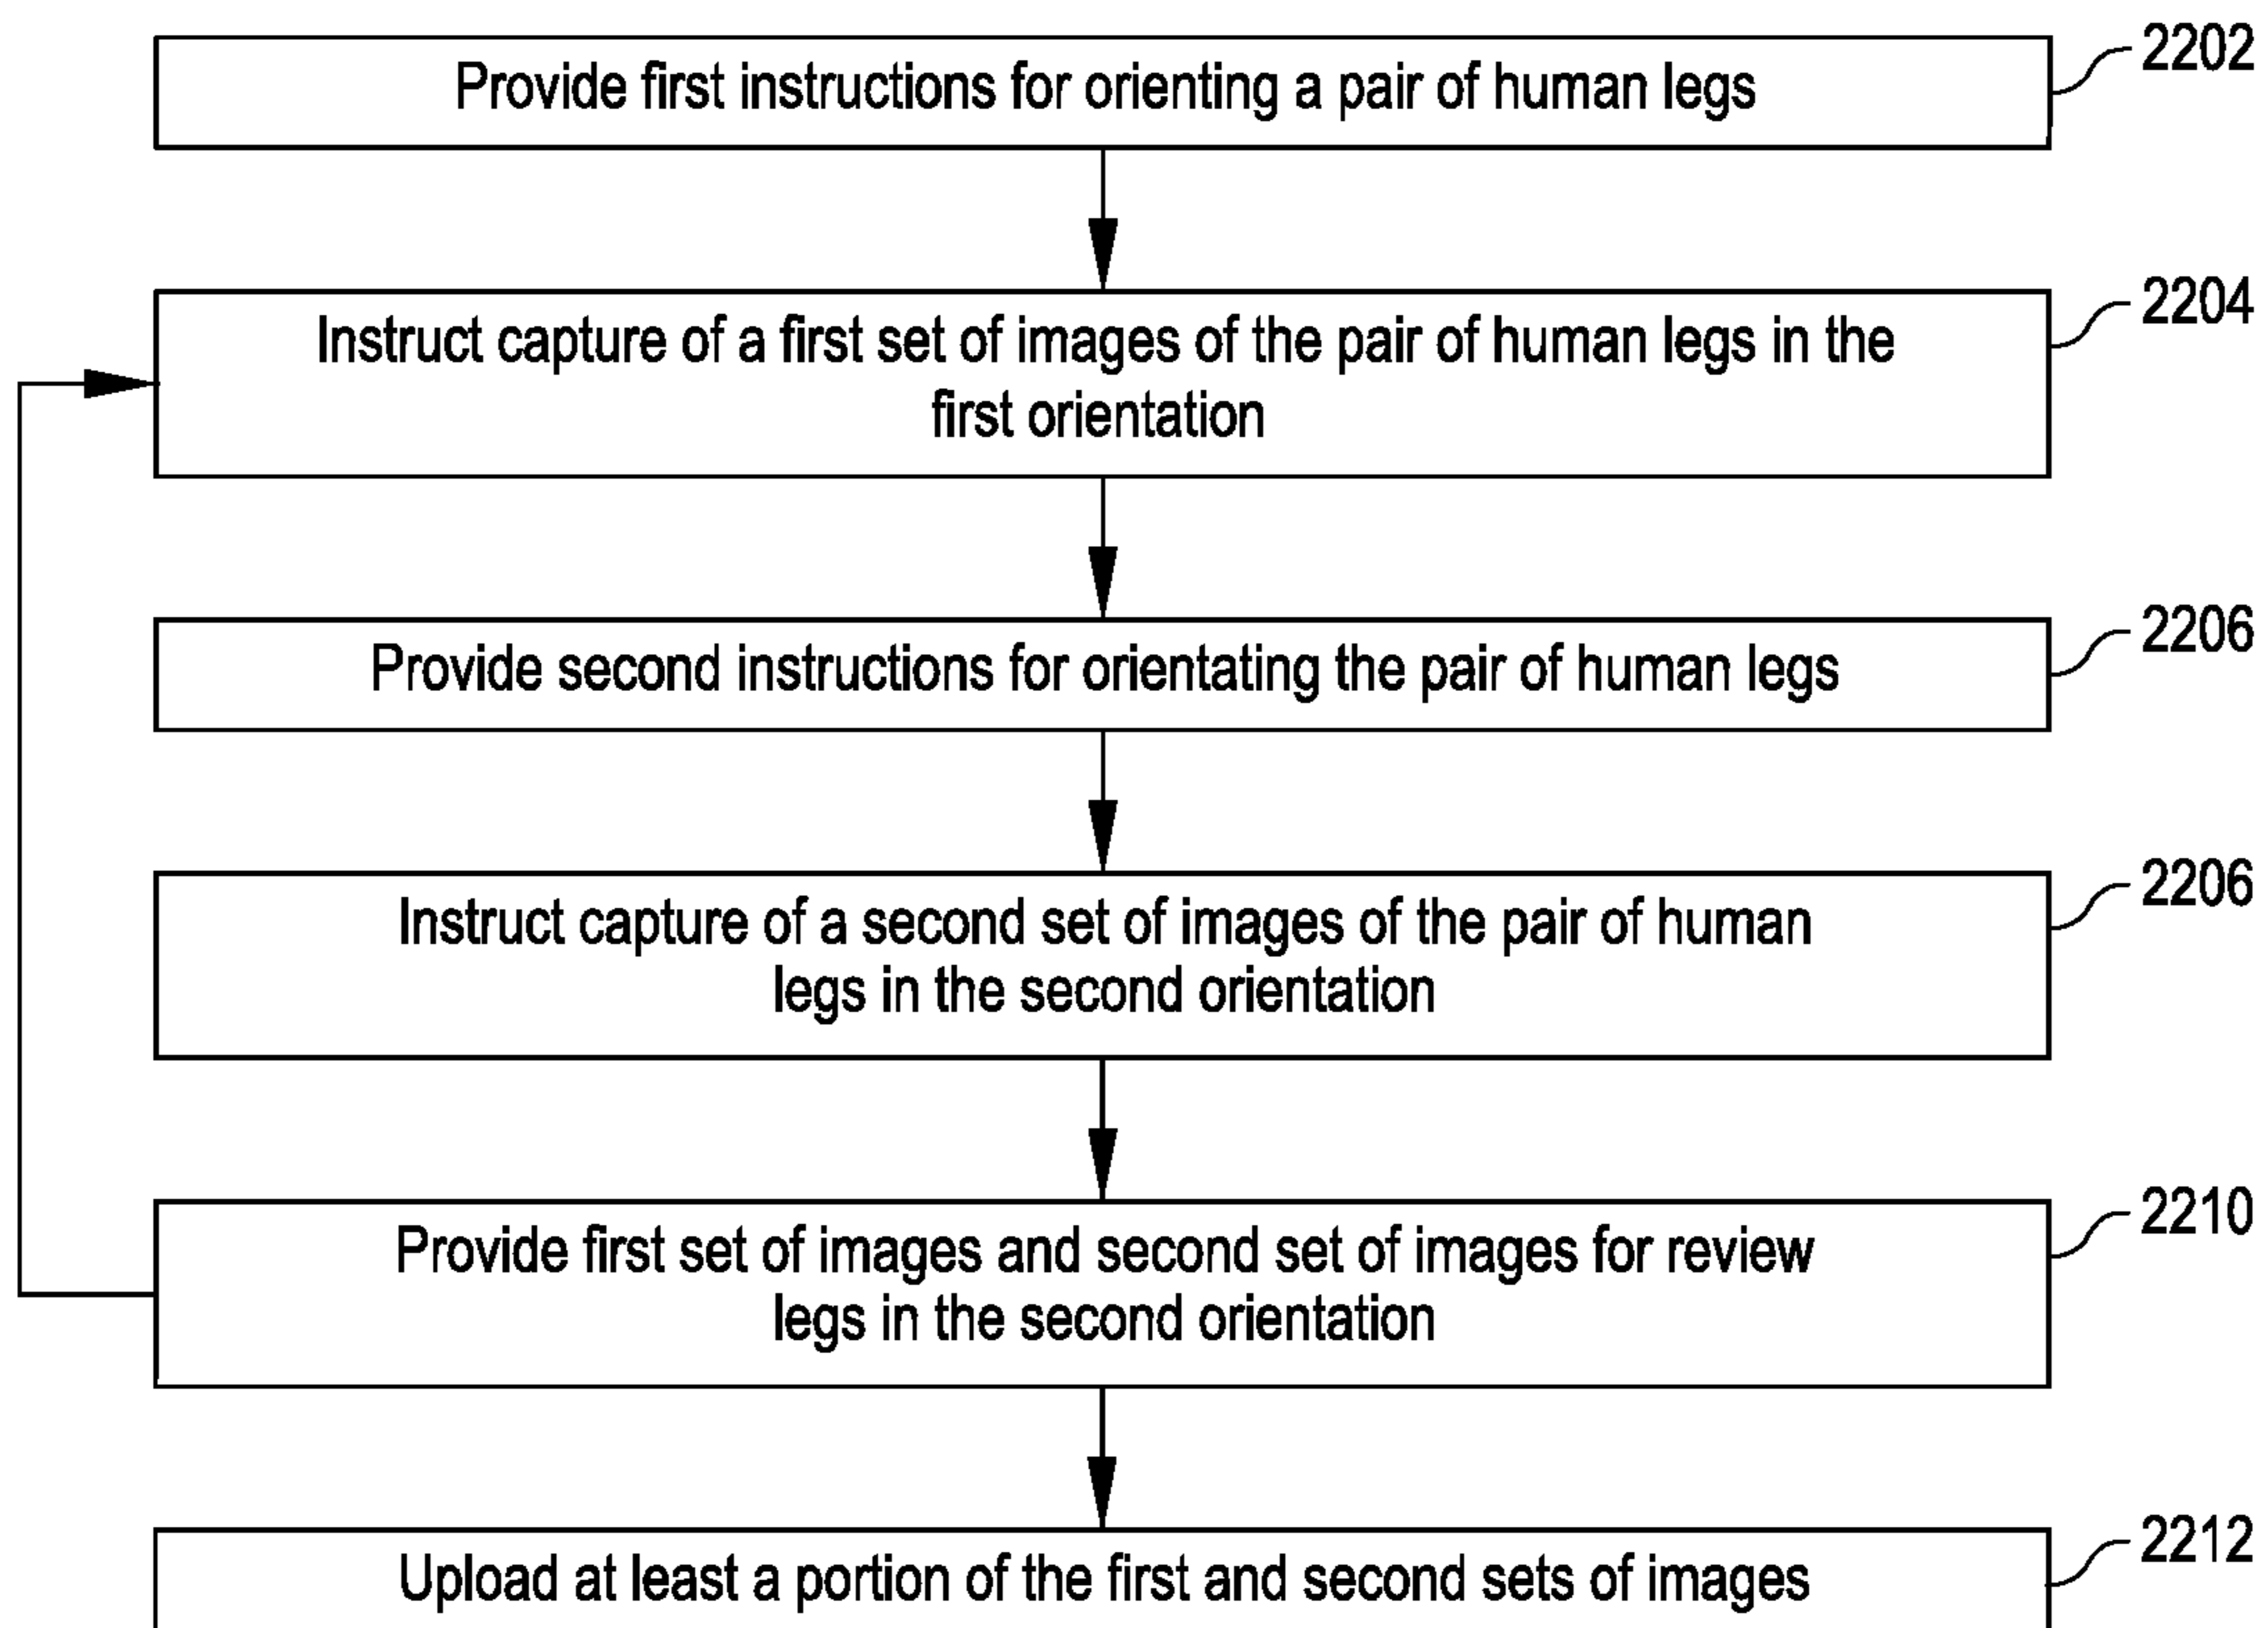 Provide first instructions for orienting a pair of human legs
2202
Instruct capture of a first set of images of the pair of human legs in the
first orientation
2204
Provide second instructions for orientating the pair of human legs
2206
Instruct capture of a second set of images of the pair of human
legs in the second orientation
2206
Provide first set of images and second set of images for review
legs in the second orientation
2210
Upload at least a portion of the first and second sets of images
2212